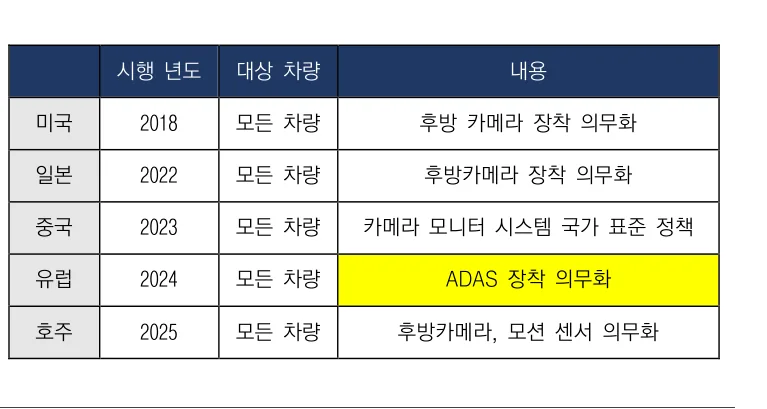 시행 년도 대상 차량 내용
미국 2018 모든 차량 후방 카메라 장착 의무화
일본 2022 모든 차량 후방카메라 장착 의무화
중국 2023 모든 차량 카메라 모니터 시스템 국가 표준 정책
유럽 2024 모든 차량 ADAS 장착 의무화
호주 2025 모든 차량 후방카메라, 모션 센서 의무화